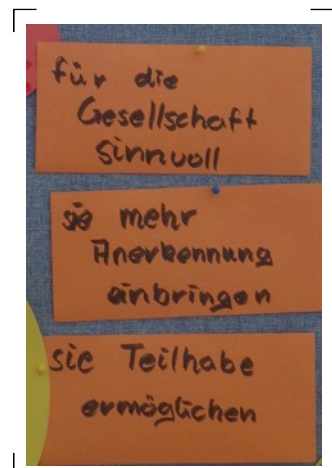 für die
Gesellschaft
sinnvoll
sie mehr
Anerkennung
einbringen
sie Teilhabe
ermöglichen